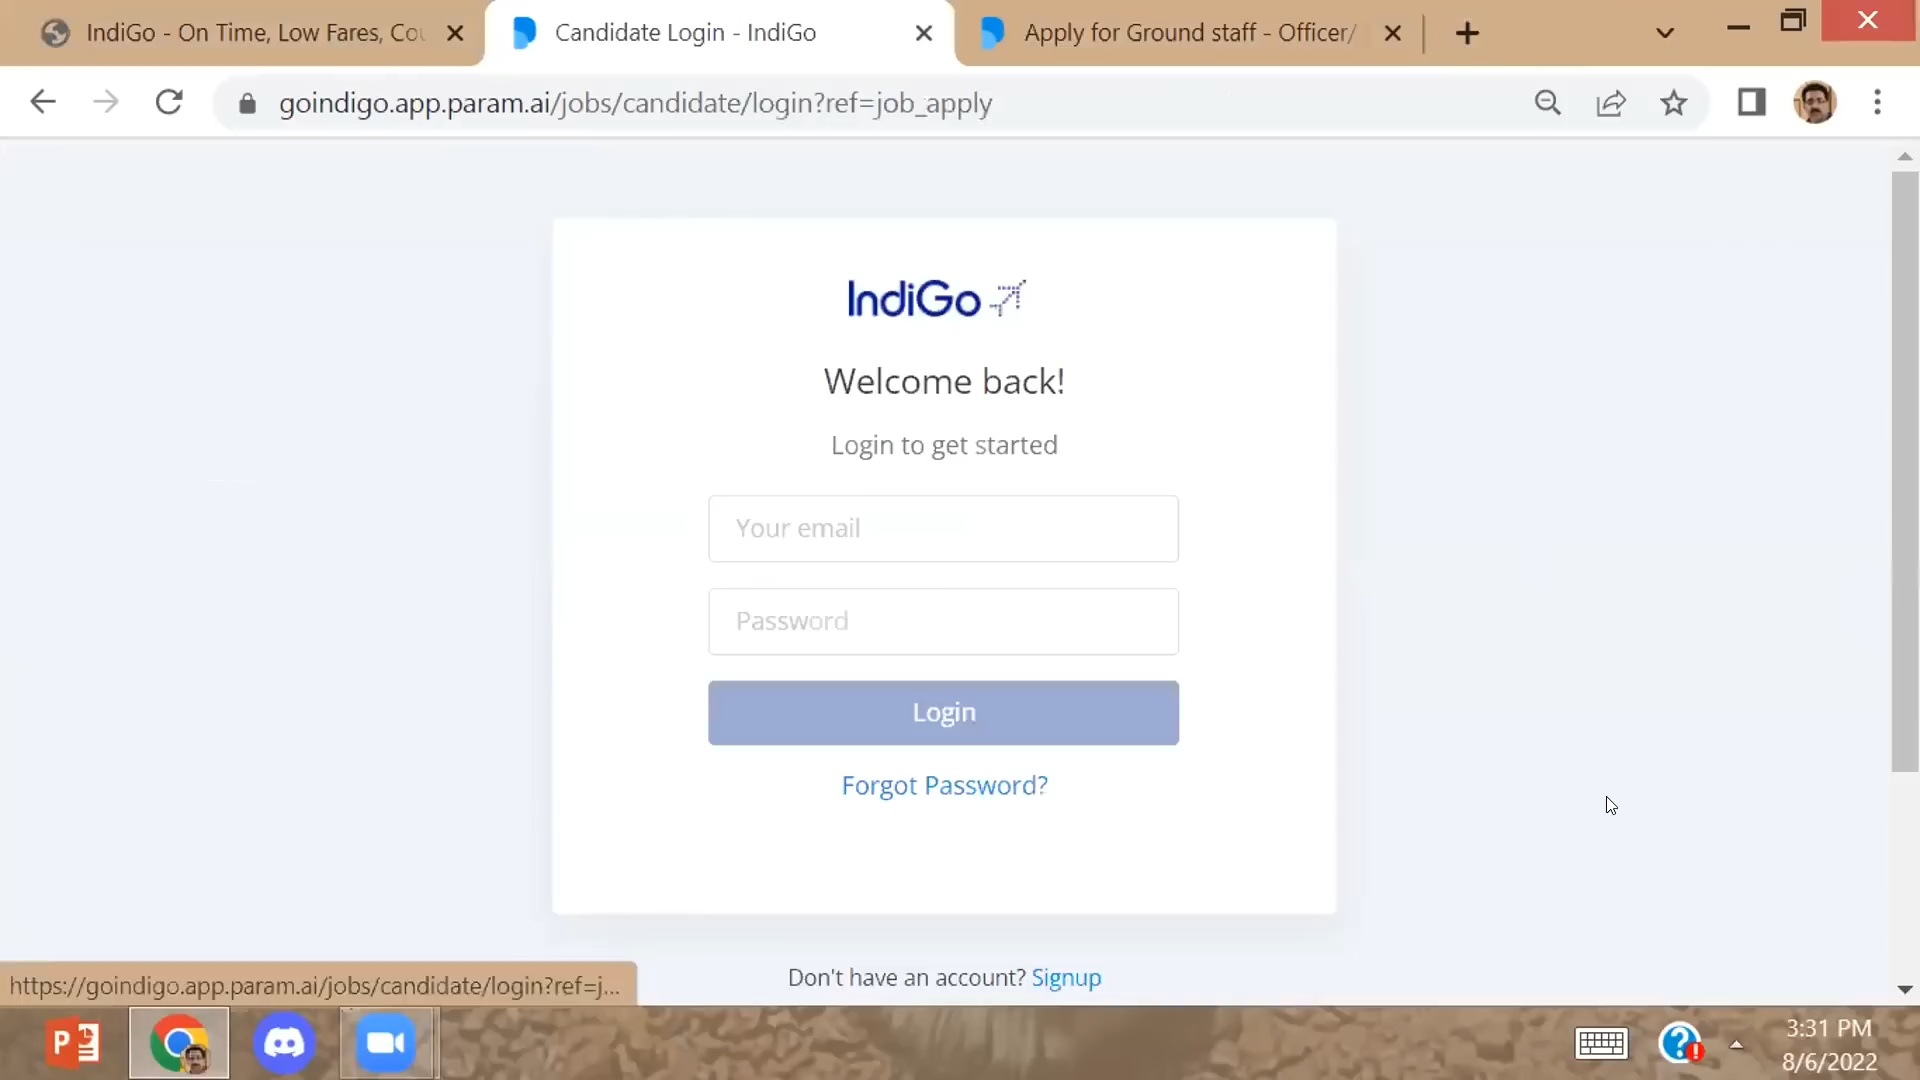 IndiGo - On Time, Low Fares, Cou
Candidate Login - IndiGo
Apply for Ground staff - Officer/
goindigo.app.param.ai/jobs/candidate/login?ref=job_apply
IndiGo
Welcome back!
Login to get started
Your email
Password
Login
Forgot Password?
Don't have an account? Signup
https://goindigo.app.param.ai/jobs/candidate/login?ref=j...
3:31 PM
8/6/2022